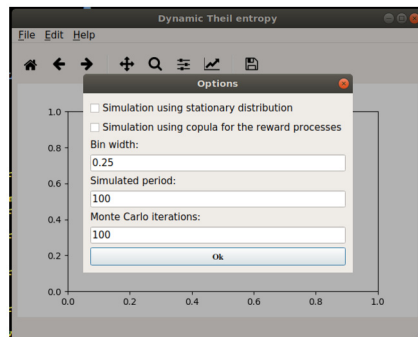 Dynamic Theil entropy
File Edit Help
Options
Simulation using stationary distribution
Simulation using copula for the reward processes
Bin width:
0.25
Simulated period:
100
Monte Carlo iterations:
100
Ok
1.0
0.8
0.6
0.4
0.2
0.0
0.0 0.2 0.4 0.6 0.8 1.0